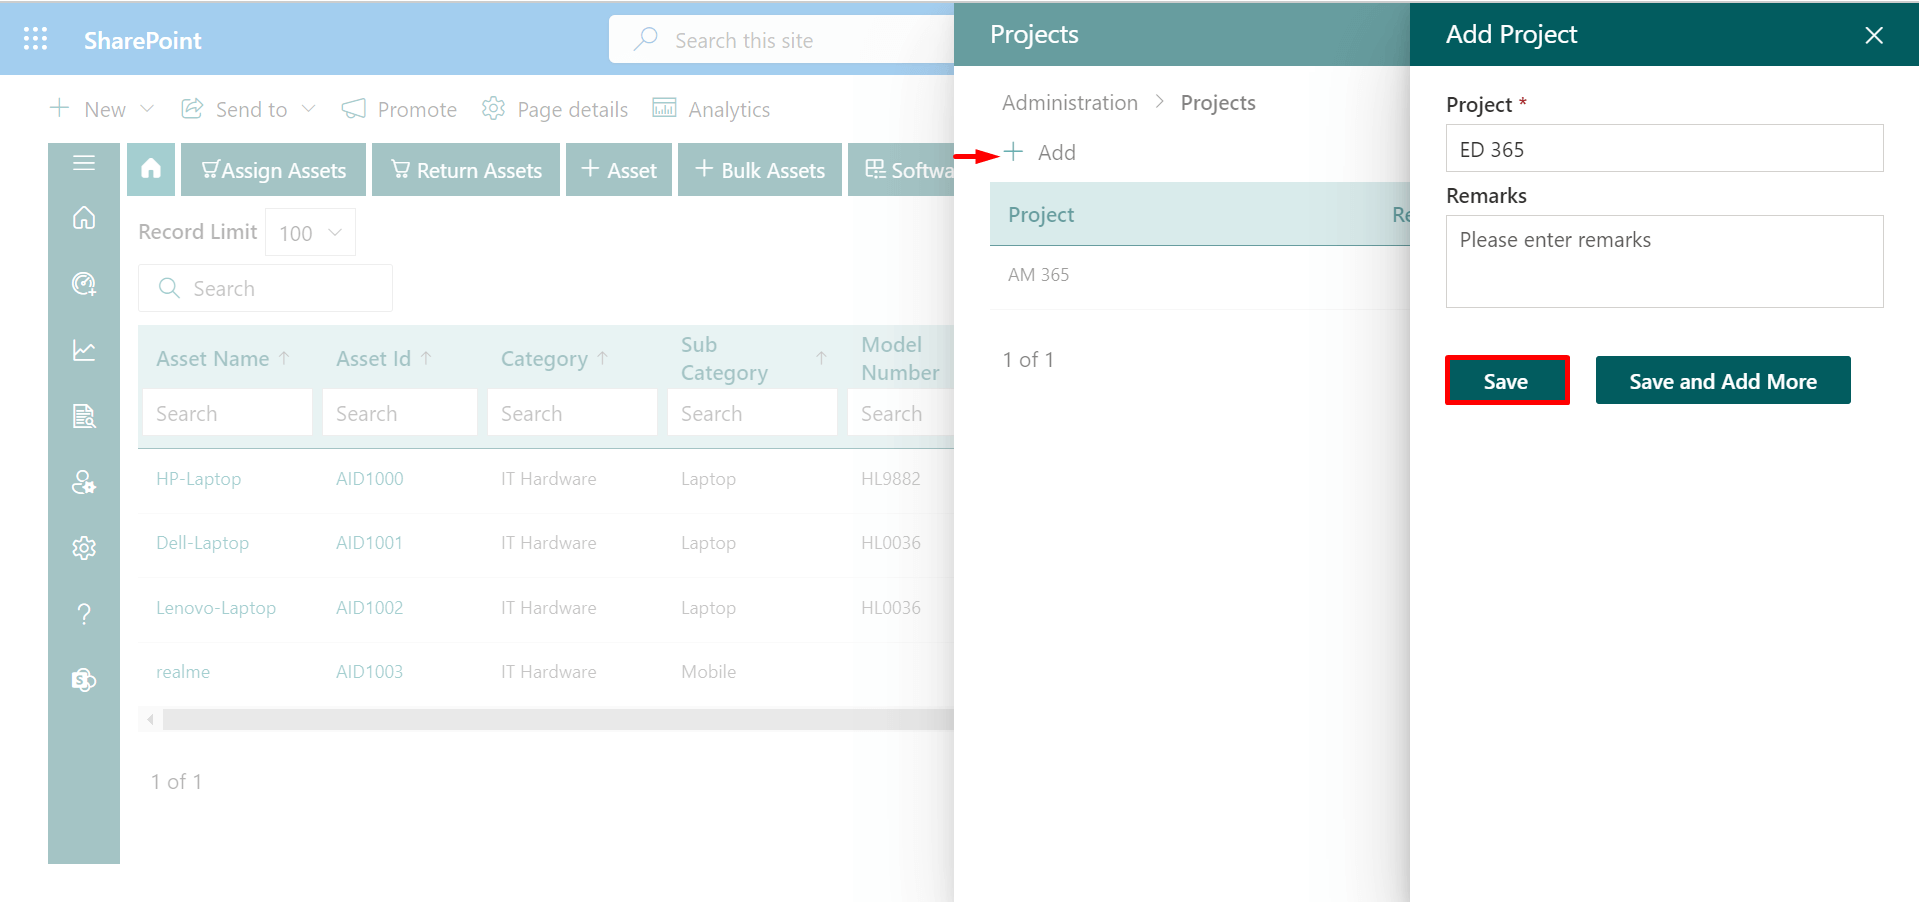 SharePoint
Search this site
New
Send to
Promote
Page details
Analytics
Assign Assets
Return Assets
Asset
Bulk Assets
Softwa
Record Limit
100
Search
Asset Name
Asset Id
Category
Sub
Category
Model
Number
Search
Search
Search
Search
Search
HP-Laptop AID1000 IT Hardware Laptop HL9882
Dell-Laptop AID1001 IT Hardware Laptop HL0036
Lenovo-Laptop AID1002 IT Hardware Laptop HL0036
realme AID1003 IT Hardware Mobile
1 of 1
Projects
Administration > Projects
Add
Project Re
AM 365
1 of 1
Add Project
Project *
ED 365
Remarks
Please enter remarks
Save
Save and Add More